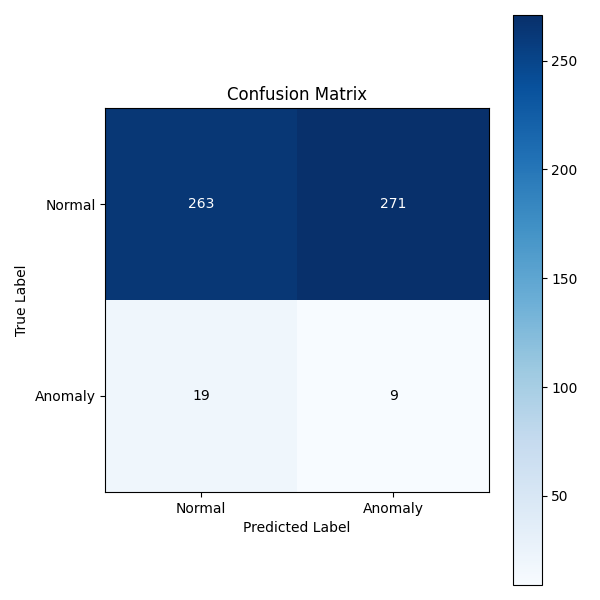 Confusion Matrix
True Label
Normal
263 271
Anomaly
19 9
Normal Anomaly
Predicted Label
250
200
150
100
50